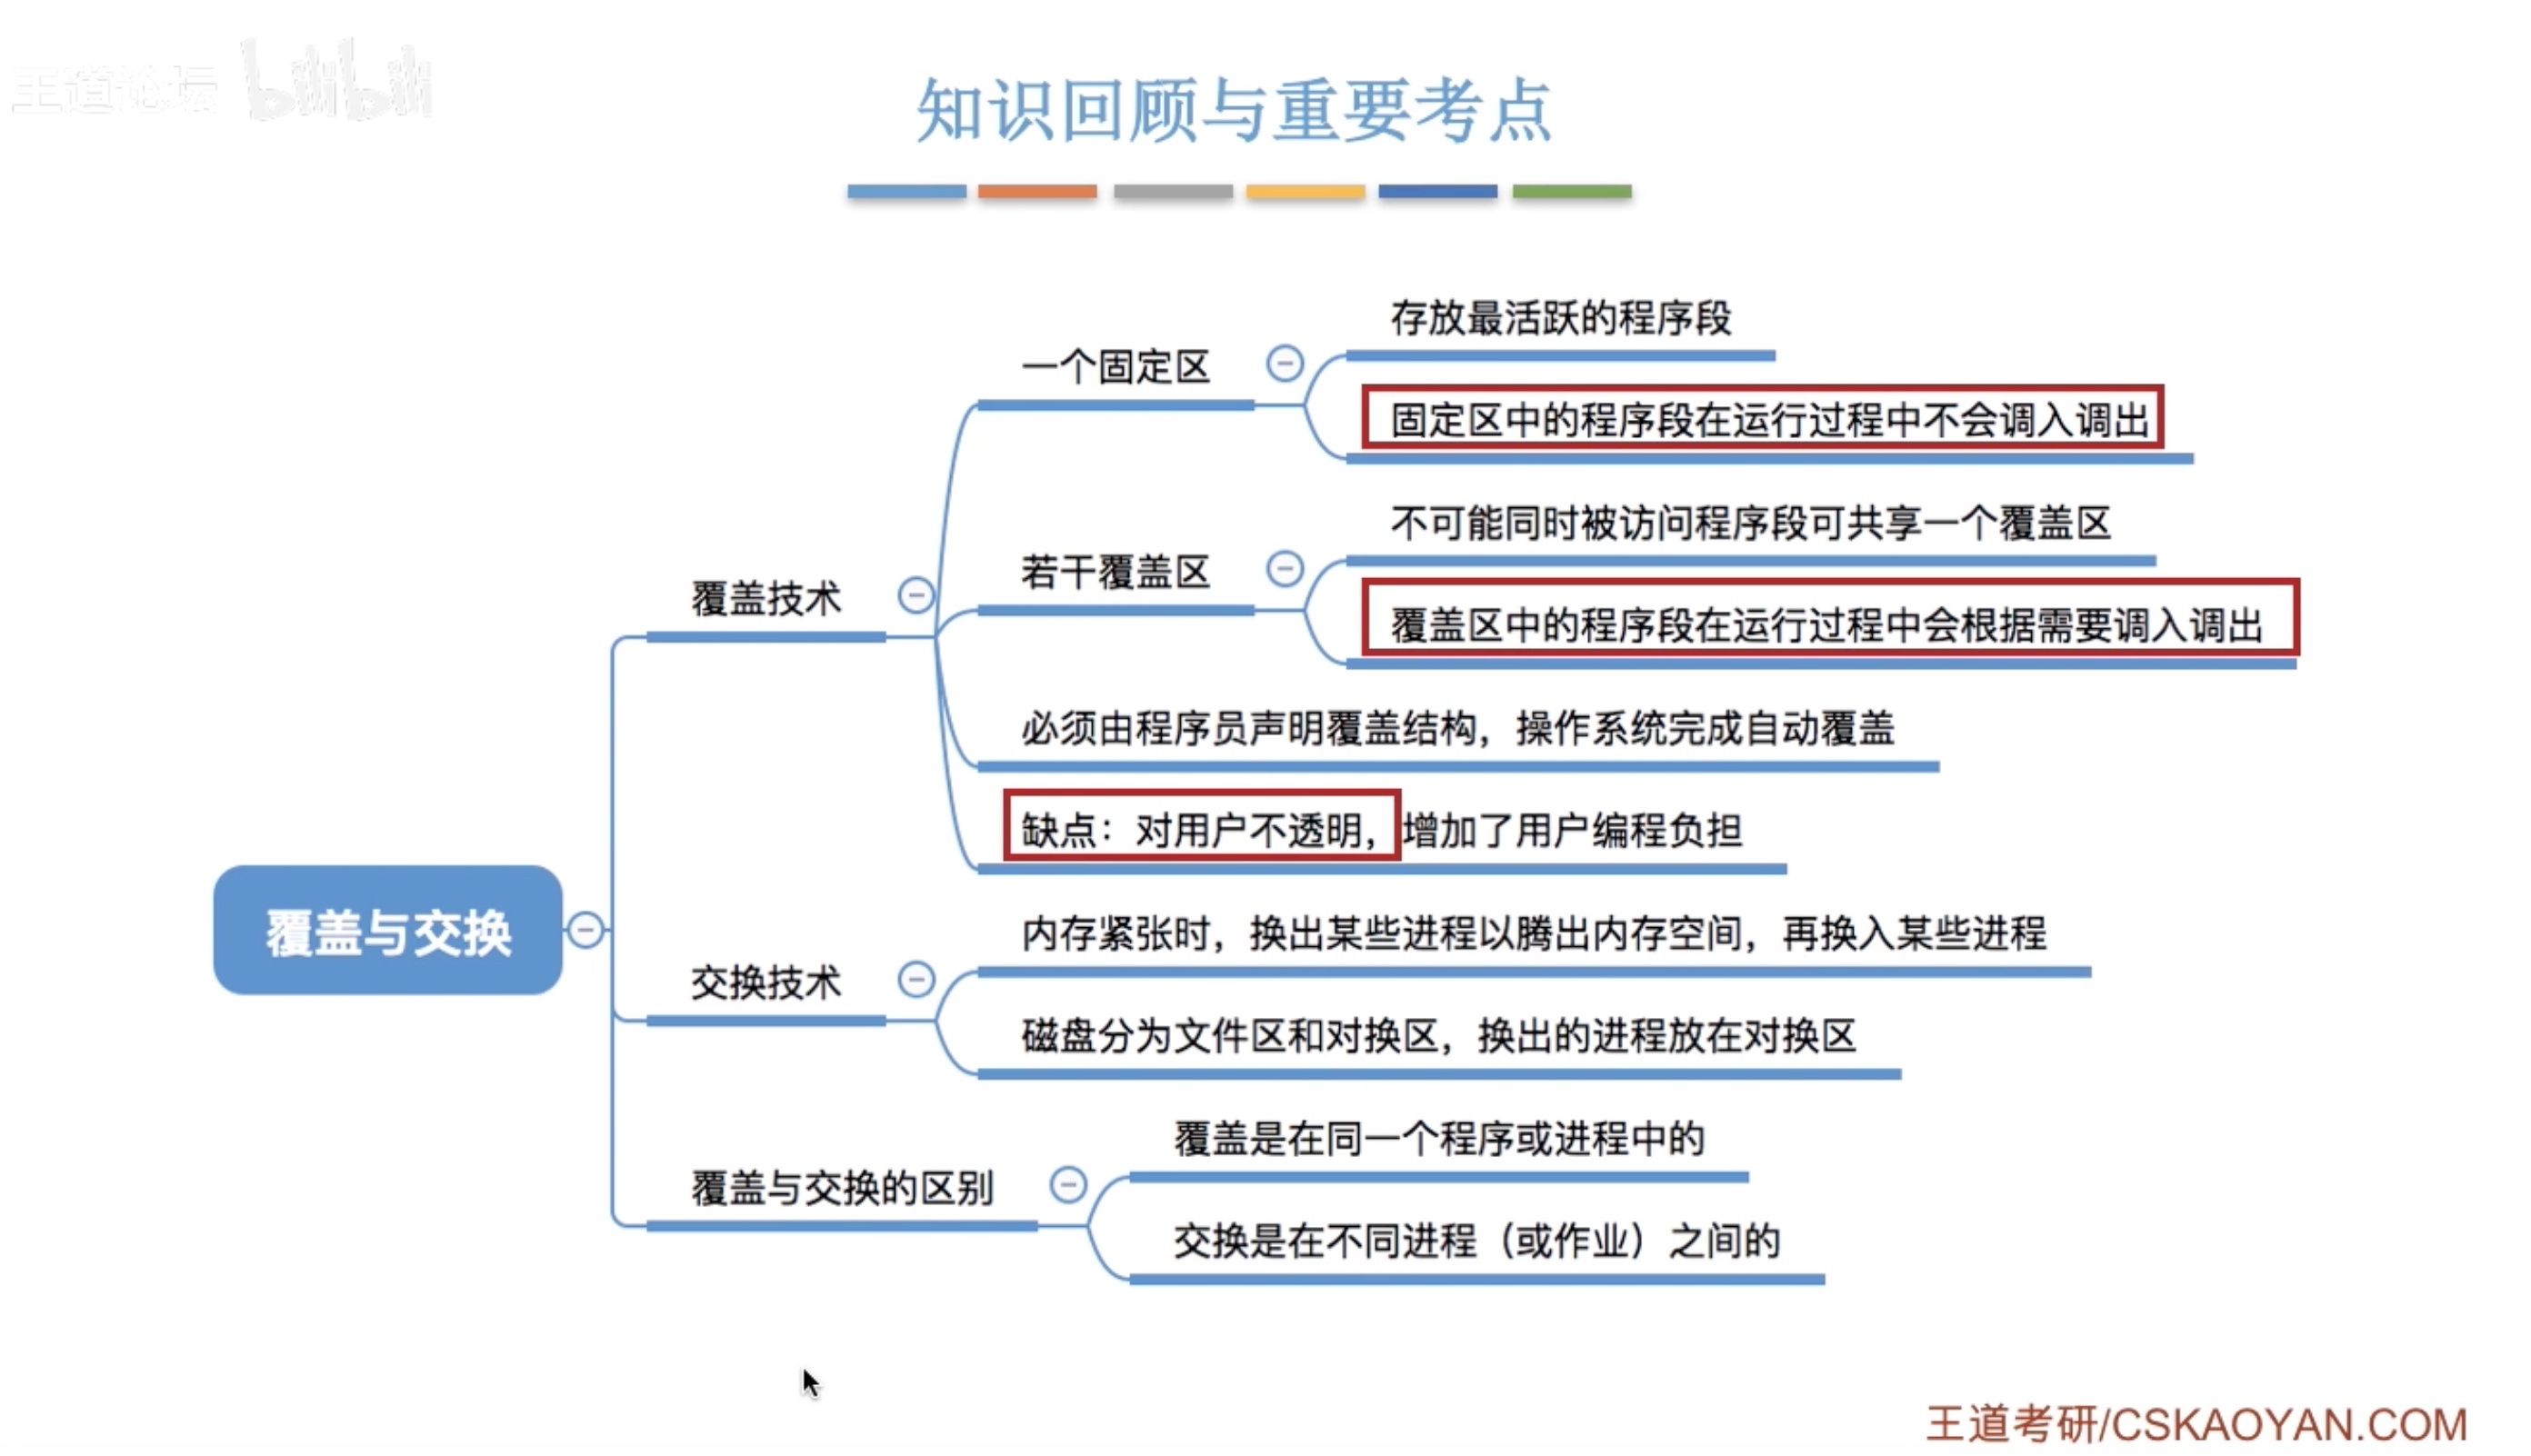 王道论坛 bilibili
知识回顾与重要考点
存放最活跃的程序段
一个固定区
固定区中的程序段在运行过程中不会调入调出
不可能同时被访问程序段可共享一个覆盖区
若干覆盖区
覆盖技术
覆盖区中的程序段在运行过程中会根据需要调入调出
必须由程序员声明覆盖结构，操作系统完成自动覆盖
缺点：对用户不透明，增加了用户编程负担
覆盖与交换
内存紧张时，换出某些进程以腾出内存空间，再换入某些进程
交换技术
磁盘分为文件区和对换区，换出的进程放在对换区
覆盖是在同一个程序或进程中的
覆盖与交换的区别
交换是在不同进程（或作业）之间的
王道考研/CSKAOYAN.COM